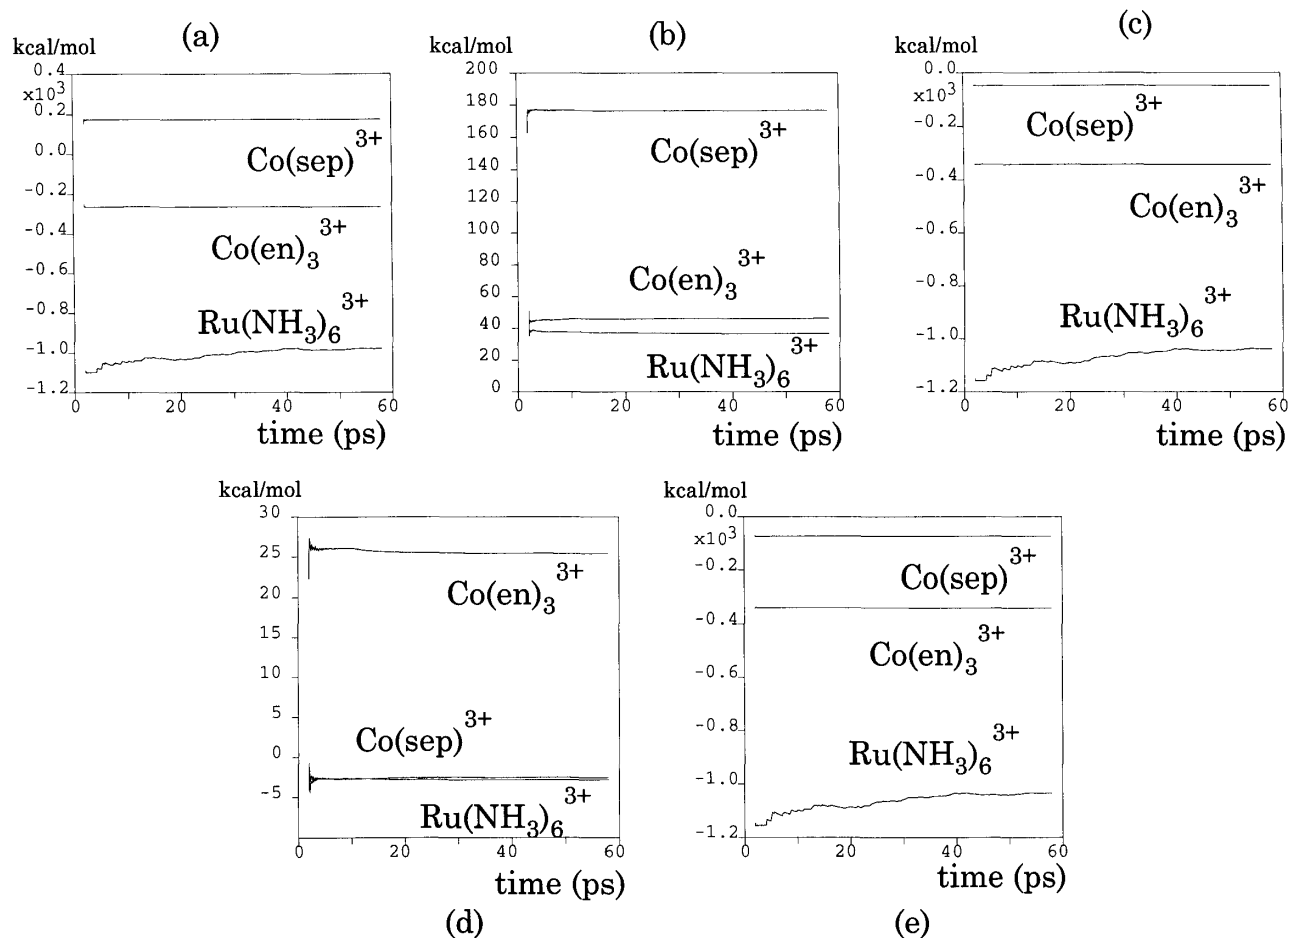 (a)
kcal/mol
0.4
x10³
0.2
0.0
-0.2
-0.4
-0.6
-0.8
-1.0
-1.2
Co(sep)³⁺
Co(en)₃³⁺
Ru(NH₃)₆³⁺
0 20 40 60
time (ps)
(b)
kcal/mol
200
180
160
140
120
100
80
60
40
20
0
Co(sep)³⁺
Co(en)₃³⁺
Ru(NH₃)₆³⁺
0 20 40 60
time (ps)
(c)
kcal/mol
0.0
x10³
-0.2
-0.4
-0.6
-0.8
-1.0
-1.2
Co(sep)³⁺
Co(en)₃³⁺
Ru(NH₃)₆³⁺
0 20 40 60
time (ps)
kcal/mol
30
25
20
15
10
5
0
-5
Co(en)₃³⁺
Co(sep)³⁺
Ru(NH₃)₆³⁺
0 20 40 60
time (ps)
(d)
kcal/mol
0.0
x10³
-0.2
-0.4
-0.6
-0.8
-1.0
-1.2
Co(sep)³⁺
Co(en)₃³⁺
Ru(NH₃)₆³⁺
0 20 40 60
time (ps)
(e)